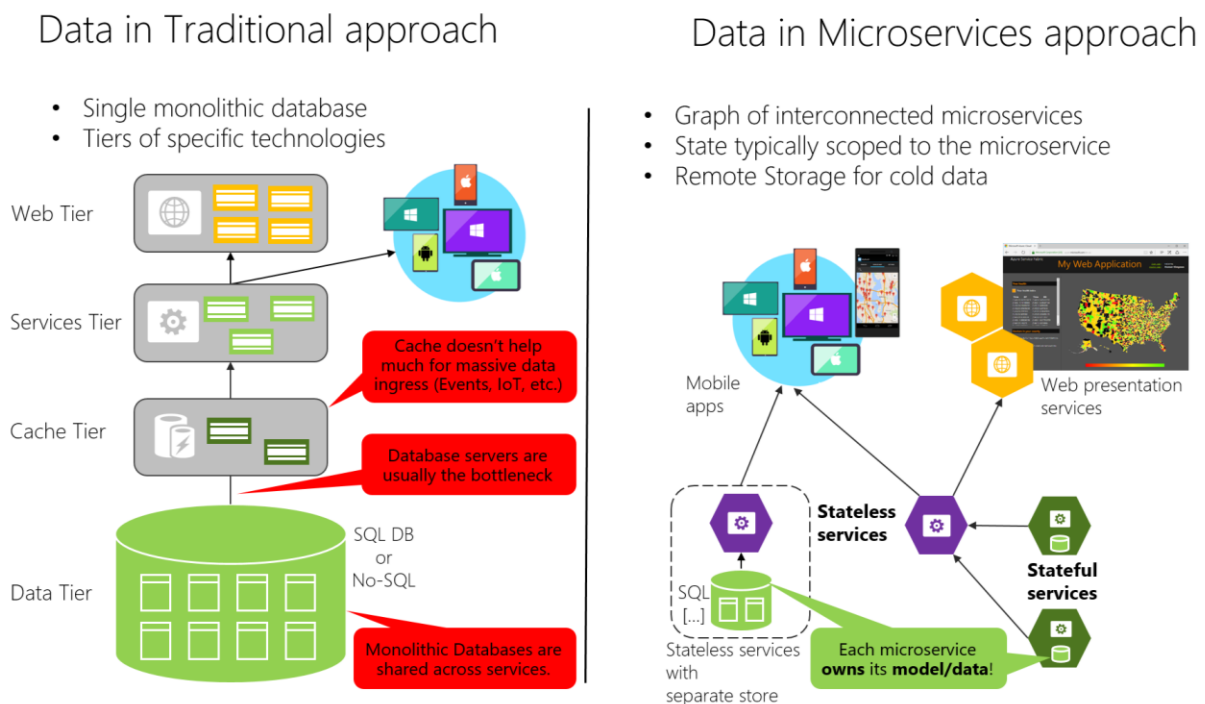 Data in Traditional approach
• Single monolithic database
• Tiers of specific technologies
Web Tier
Services Tier
Cache doesn't help
much for massive data
ingress (Events, IoT, etc.)
Cache Tier
Database servers are
usually the bottleneck
SQL DB
or
No-SQL
Data Tier
Monolithic Databases are
shared across services.
Data in Microservices approach
• Graph of interconnected microservices
• State typically scoped to the microservice
• Remote Storage for cold data
My Web Application
Mobile
apps
Web presentation
services
Stateless
services
SQL
[...]
Stateful
services
Stateless services
with
separate store
Each microservice
owns its model/data!